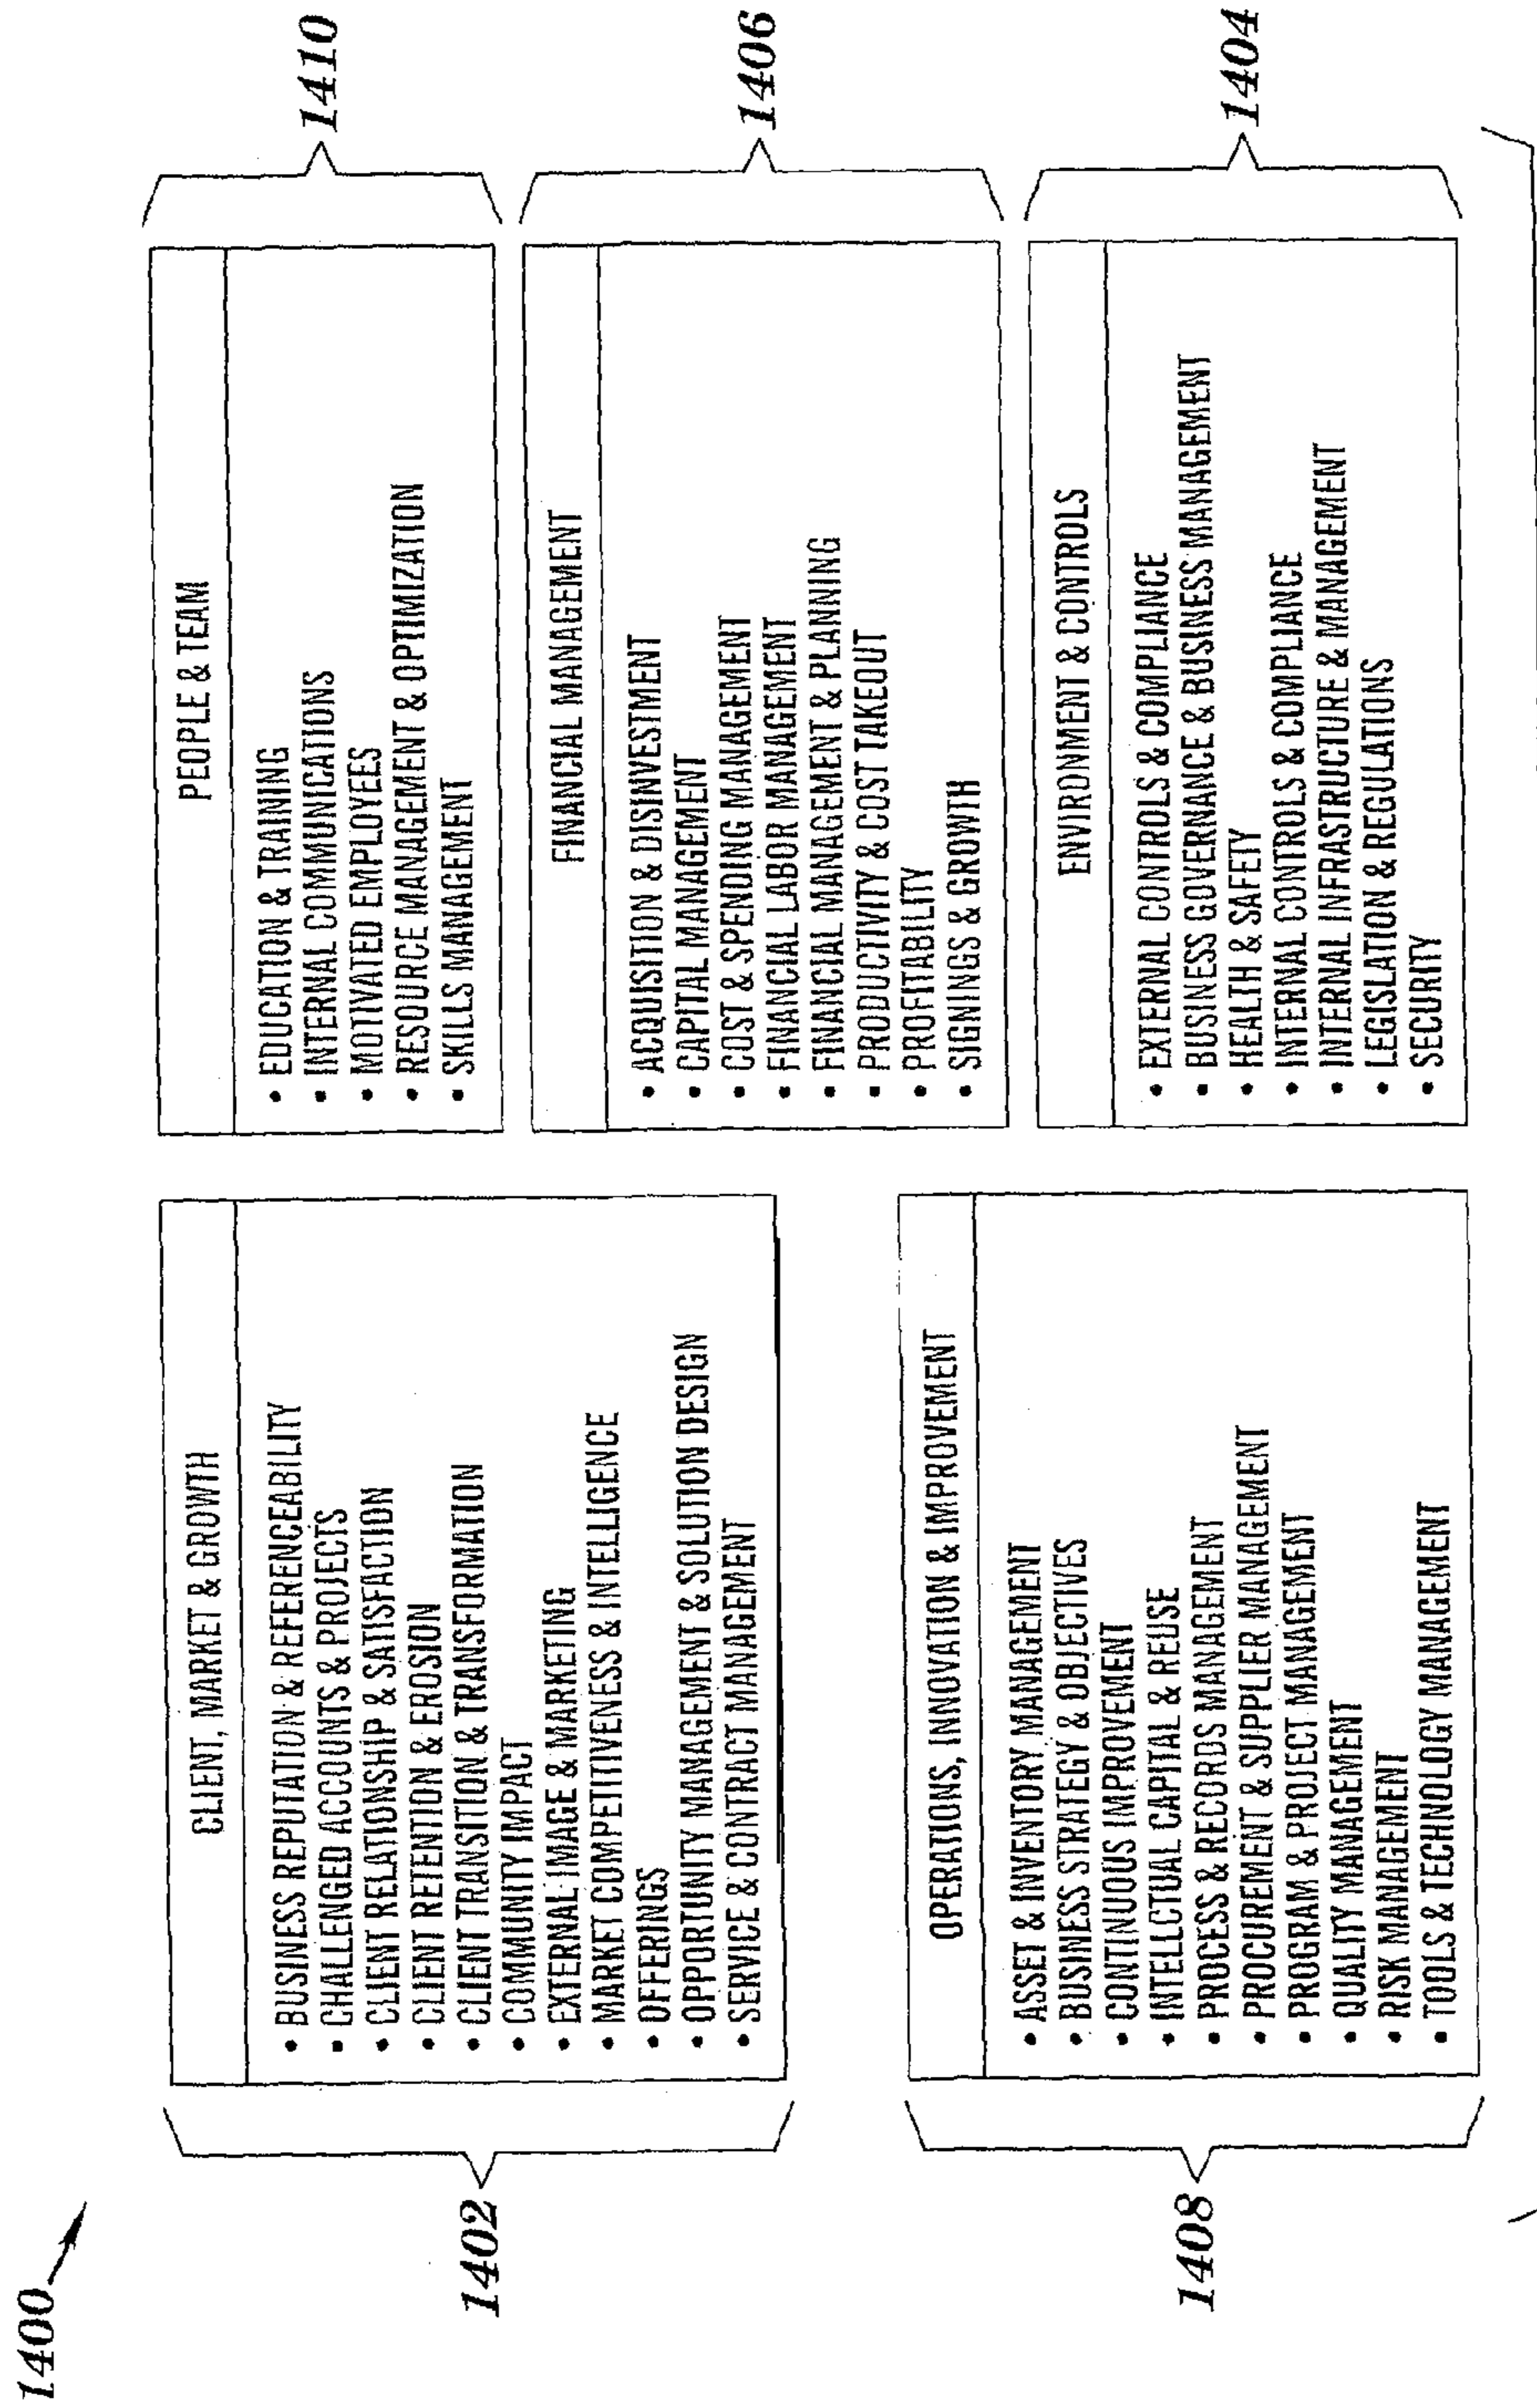 1400
1402
CLIENT, MARKET & GROWTH
• BUSINESS REPUTATION & REFERENCEABILITY
• CHALLENGED ACCOUNTS & PROJECTS
• CLIENT RELATIONSHIP & SATISFACTION
• CLIENT RETENTION & EROSION
• CLIENT TRANSITION & TRANSFORMATION
• COMMUNITY IMPACT
• EXTERNAL IMAGE & MARKETING
• MARKET COMPETITIVENESS & INTELLIGENCE
• OFFERINGS
• OPPORTUNITY MANAGEMENT & SOLUTION DESIGN
• SERVICE & CONTRACT MANAGEMENT
1408
OPERATIONS, INNOVATION & IMPROVEMENT
• ASSET & INVENTORY MANAGEMENT
• BUSINESS STRATEGY & OBJECTIVES
• CONTINUOUS IMPROVEMENT
• INTELLCTUAL CAPITAL & REUSE
• PROCESS & RECORDS MANAGEMENT
• PROCUREMENT & SUPPLIER MANAGEMENT
• PROGRAM & PROJECT MANAGEMENT
• QUALITY MANAGEMENT
• RISK MANAGEMENT
• TOOLS & TECHNOLOGY MANAGEMENT
PEOPLE & TEAM
• EDUCATION & TRAINING
• INTERNAL COMMUNICATIONS
• MOTIVATED EMPLOYEES
• RESOURCE MANAGEMENT & OPTIMIZATION
• SKILLS MANAGEMENT
1410
FINANCIAL MANAGEMENT
• ACQUISITION & DISINVESTMENT
• CAPITAL MANAGEMENT
• COST & SPENDING MANAGEMENT
• FINANCIAL LABOR MANAGEMENT
• FINANCIAL MANAGEMENT & PLANNING
• PRODUCTIVITY & COST TAKEOUT
• PROFITABILITY
• SIGNINGS & GROWTH
1406
ENVIRONMENT & CONTROLS
• EXTERNAL CONTROLS & COMPLIANCE
• BUSINESS GOVERNANCE & BUSINESS MANAGEMENT
• HEALTH & SAFETY
• INTERNAL CONTROLS & COMPLIANCE
• INTERNAL INFRASTRUCTURE & MANAGEMENT
• LEGISLATION & REGULATIONS
• SECURITY
1404